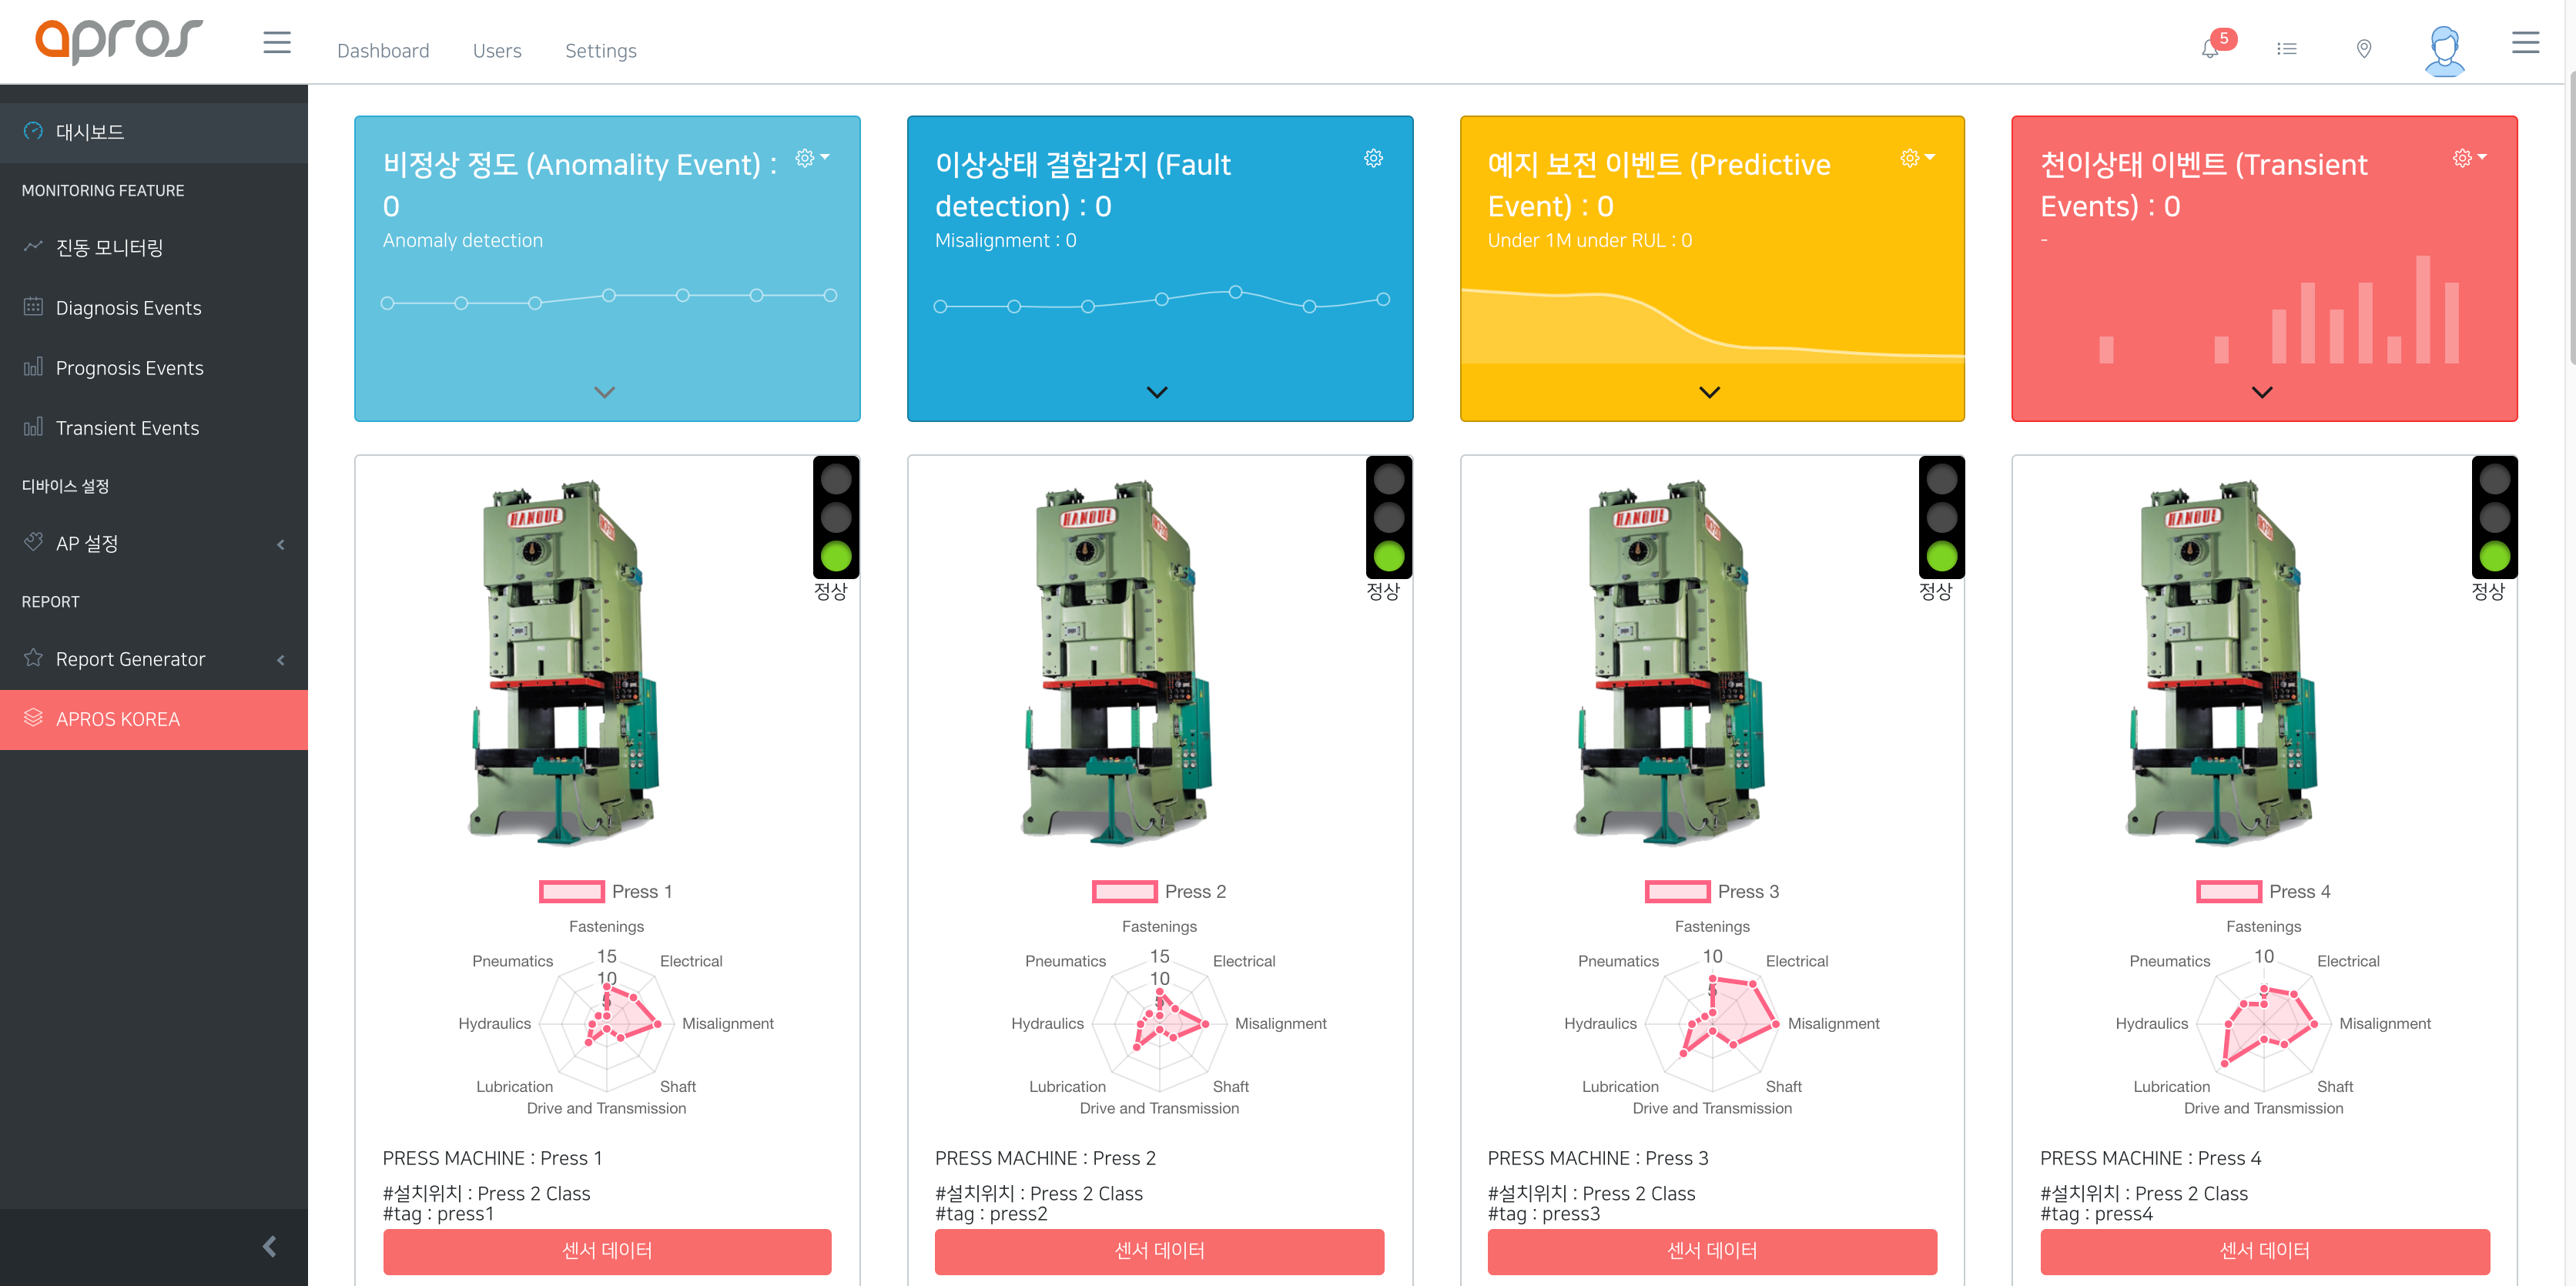 apros
Dashboard
Users
Settings
5
대시보드
MONITORING FEATURE
진동 모니터링
Diagnosis Events
Prognosis Events
Transient Events
디바이스 설정
AP 설정
REPORT
Report Generator
APROS KOREA
비정상 정도 (Anomality Event) :
0
Anomaly detection
이상상태 결함감지 (Fault
detection) : 0
Misalignment : 0
예지 보전 이벤트 (Predictive
Event) : 0
Under 1M under RUL : 0
천이상태 이벤트 (Transient
Events) : 0
-
HANGUL
정상
Press 1
Fastenings
15
10
5
Pneumatics
Electrical
Hydraulics
Misalignment
Lubrication
Shaft
Drive and Transmission
PRESS MACHINE : Press 1
#설치위치 : Press 2 Class
#tag : press1
센서 데이터
HANGUL
정상
Press 2
Fastenings
15
10
5
Pneumatics
Electrical
Hydraulics
Misalignment
Lubrication
Shaft
Drive and Transmission
PRESS MACHINE : Press 2
#설치위치 : Press 2 Class
#tag : press2
센서 데이터
HANGUL
정상
Press 3
Fastenings
10
5
Pneumatics
Electrical
Hydraulics
Misalignment
Lubrication
Shaft
Drive and Transmission
PRESS MACHINE : Press 3
#설치위치 : Press 2 Class
#tag : press3
센서 데이터
HANGUL
정상
Press 4
Fastenings
10
5
Pneumatics
Electrical
Hydraulics
Misalignment
Lubrication
Shaft
Drive and Transmission
PRESS MACHINE : Press 4
#설치위치 : Press 2 Class
#tag : press4
센서 데이터